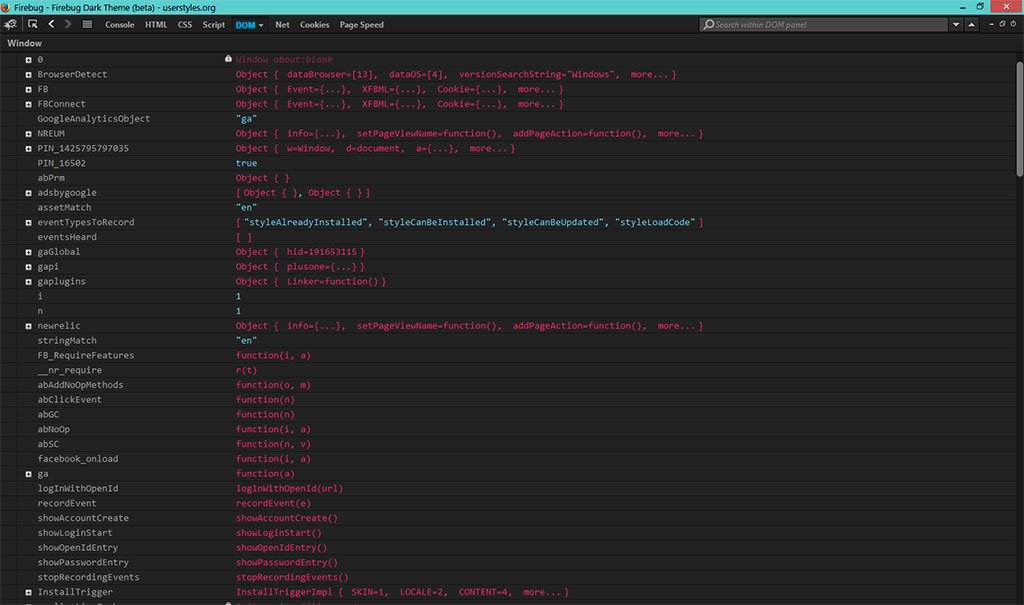 Firebug - Firebug Dark Theme (beta) - userstyles.org
Console HTML CSS Script DOM Net Cookies Page Speed Search within DOM panel
Window
0 Window about:blank
BrowserDetect Object { dataBrowser=[13], dataOS=[4], versionSearchString="Windows", more... }
FB Object { Event={...}, XFBML={...}, Cookie={...}, more... }
FBConnect Object { Event={...}, XFBML={...}, Cookie={...}, more... }
GoogleAnalyticsObject "ga"
NREUM Object { info={...}, setPageViewName=function(), addPageAction=function(), more... }
PIN_1425795797035 Object { w=Window, d=document, a={...}, more... }
PIN_16502 true
abPrm Object { }
adsbygoogle [ Object { }, Object { } ]
assetMatch "en"
eventTypesToRecord [ "styleAlreadyInstalled", "styleCanBeInstalled", "styleCanBeUpdated", "styleLoadCode" ]
eventsHeard [ ]
gaGlobal Object { hid=191653115 }
gapi Object { plusone={...} }
gaplugins Object { Linker=function() }
i 1
n 1
newrelic Object { info={...}, setPageViewName=function(), addPageAction=function(), more... }
stringMatch "en"
FB_RequireFeatures function(i, a)
__nr_require r(t)
abAddNoOpMethods function(o, m)
abClickEvent function(n)
abGC function(n)
abNoOp function(i, a)
abSC function(n, v)
facebook_onload function(i, a)
ga function(a)
logInWithOpenId logInWithOpenId(url)
recordEvent recordEvent(e)
showAccountCreate showAccountCreate()
showLoginStart showLoginStart()
showOpenIdEntry showOpenIdEntry()
showPasswordEntry showPasswordEntry()
stopRecordingEvents stopRecordingEvents()
InstallTrigger InstallTriggerImpl { SKIN=1, LOCALE=2, CONTENT=4, more... }